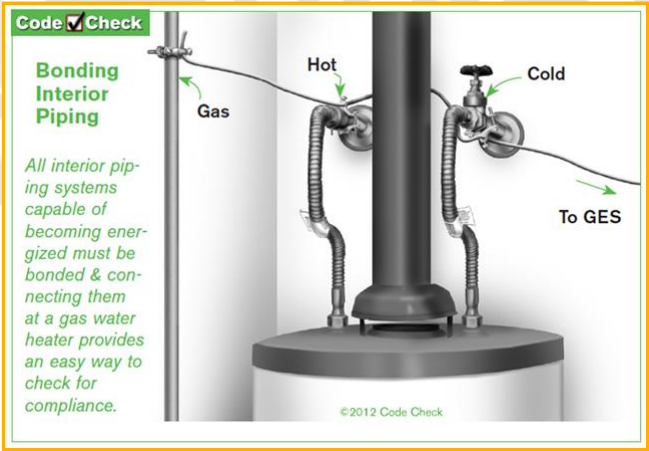 Code Check
Bonding
Interior
Piping
All interior pip-
ing systems
capable of
becoming ener-
gized must be
bonded & con-
necting them
at a gas water
heater provides
an easy way to
check for
compliance.
Gas
Hot
Cold
To GES
©2012 Code Check